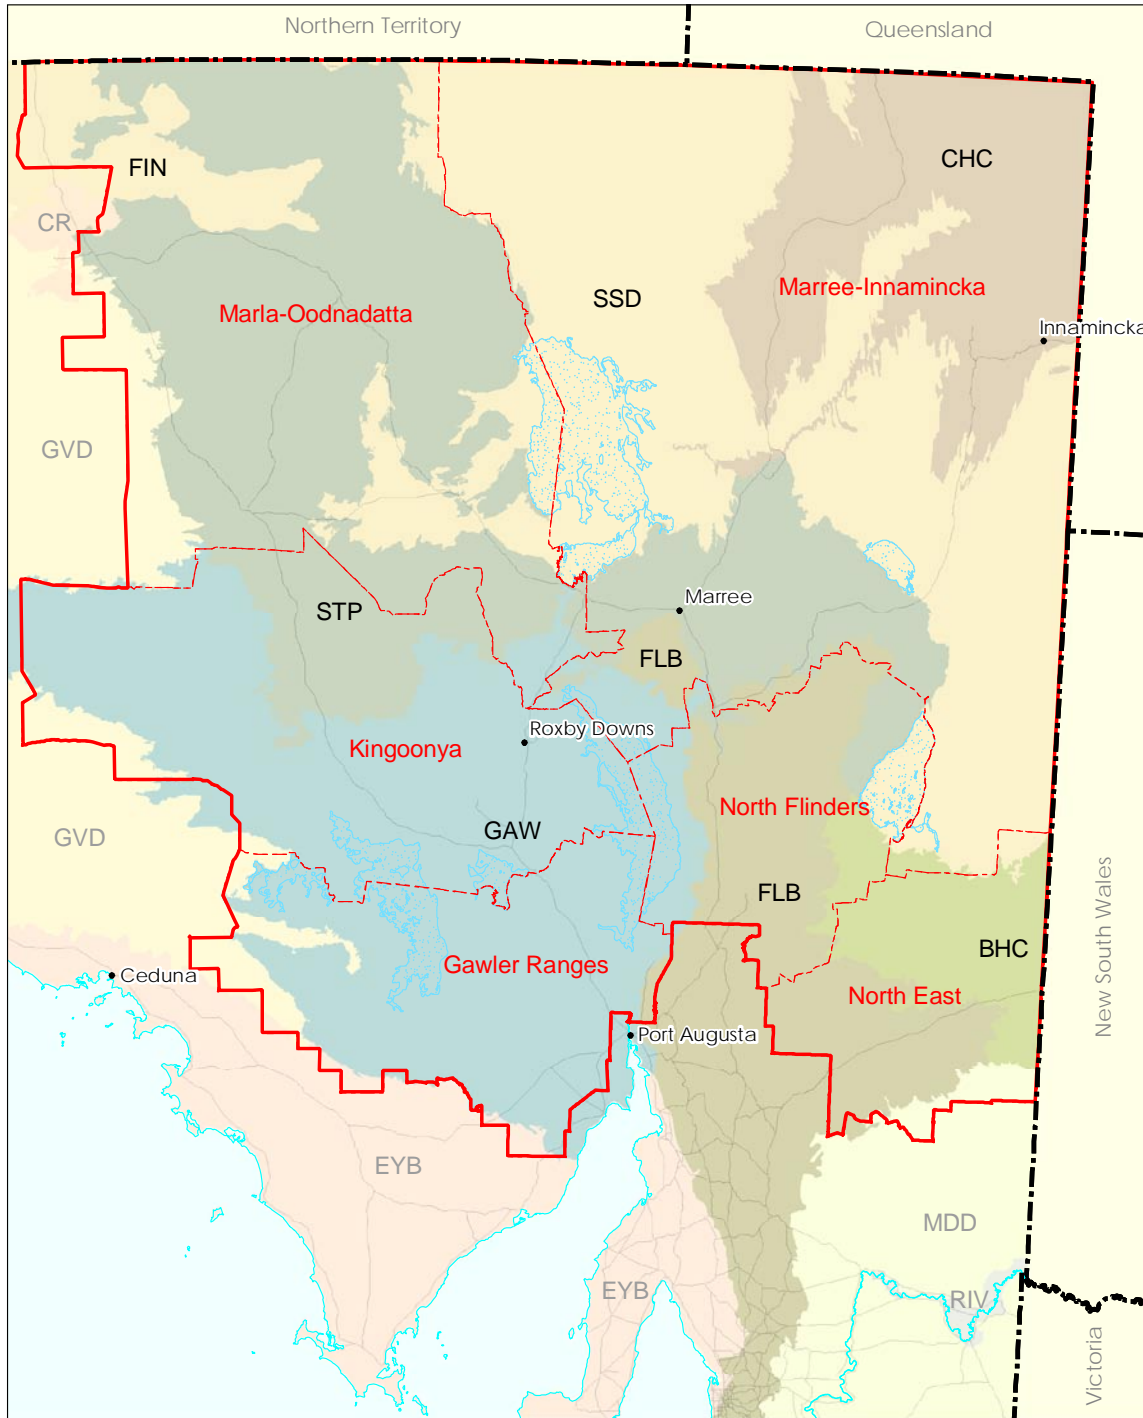 Northern Territory
Queensland
FIN
CHC
CR
Marree-Innamincka
SSD
Marla-Oodnadatta
Innamincka
GVD
Marree
STP
FLB
Roxby Downs
Kingoonya
North Flinders
GAW
GVD
FLB
BHC
Gawler Ranges
Ceduna
North East
New South Wales
Port Augusta
EYB
MDD
EYB
RIV
Victoria